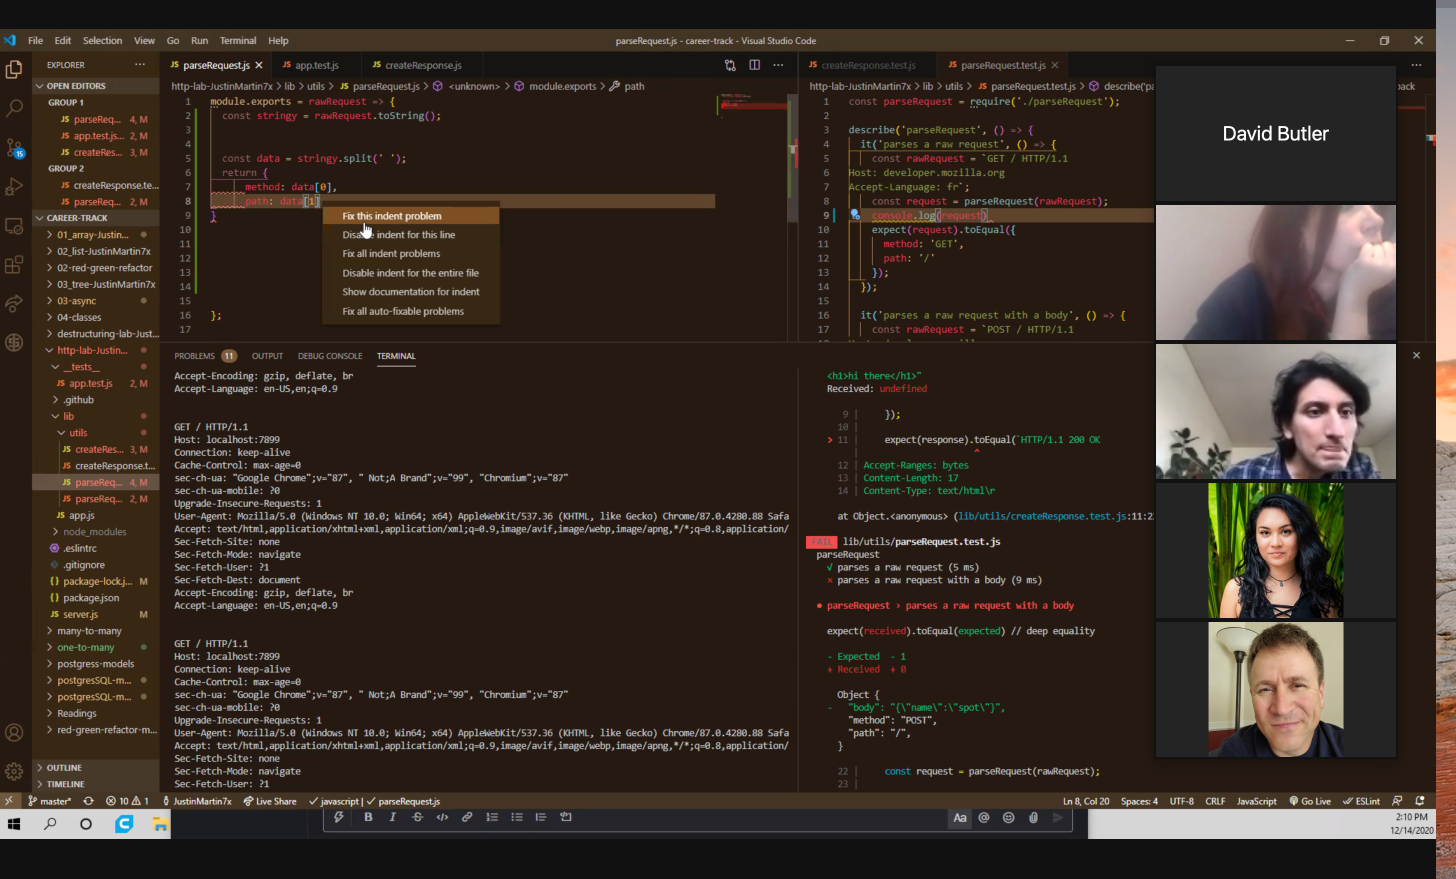 File Edit Selection View Go Run Terminal Help
parseRequest.js - career-track - Visual Studio Code
EXPLORER
OPEN EDITORS
GROUP 1
JS parseReq... 4, M
JS app.test.js... 2, M
JS createRes... 3, M
GROUP 2
JS createResponse.te...
JS parseReq... 2, M
CAREER-TRACK
01_array-Justin...
02_list-JustinMartin7x
02-red-green-refactor
03_tree-JustinMartin7x
03-async
04-classes
destructuring-lab-Just...
http-lab-Justin...
__tests__
JS app.test.js 2, M
.github
lib
utils
JS createRes... 3, M
JS createResponse.t...
JS parseReq... 4, M
JS parseReq... 2, M
JS app.js
node_modules
.eslintrc
.gitignore
{} package-lock.j... M
{} package.json
JS server.js M
many-to-many
one-to-many
postgress-models
postgresSQL-m...
postgresSQL-m...
Readings
red-green-refactor-m...
OUTLINE
TIMELINE
15
JS parseRequest.js JS app.test.js JS createResponse.js
http-lab-JustinMartin7x > lib > utils > JS parseRequest.js > <unknown> > module.exports > path
1 module.exports = rawRequest => {
2 const stringy = rawRequest.toString();
3
4
5 const data = stringy.split(' ');
6 return {
7 method: data[0],
8 path: data[1]
9 }
10
11
12
13
14
15
16 };
17
Fix this indent problem
Disable indent for this line
Fix all indent problems
Disable indent for the entire file
Show documentation for indent
Fix all auto-fixable problems
JS createResponse.test.js JS parseRequest.test.js
http-lab-JustinMartin7x > lib > utils > JS parseRequest.test.js > describe('pa
back
1 const parseRequest = require('./parseRequest');
2
3 describe('parseRequest', () => {
4 it('parses a raw request', () => {
5 const rawRequest = `GET / HTTP/1.1
6 Host: developer.mozilla.org
7 Accept-Language: fr`;
8 const request = parseRequest(rawRequest);
9 console.log(request)
10 expect(request).toEqual({
11 method: 'GET',
12 path: '/'
13 });
14 });
15
16 it('parses a raw request with a body', () => {
17 const rawRequest = `POST / HTTP/1.1
PROBLEMS 11 OUTPUT DEBUG CONSOLE TERMINAL
Accept-Encoding: gzip, deflate, br
Accept-Language: en-US,en;q=0.9
GET / HTTP/1.1
Host: localhost:7899
Connection: keep-alive
Cache-Control: max-age=0
sec-ch-ua: "Google Chrome";v="87", " Not;A Brand";v="99", "Chromium";v="87"
sec-ch-ua-mobile: ?0
Upgrade-Insecure-Requests: 1
User-Agent: Mozilla/5.0 (Windows NT 10.0; Win64; x64) AppleWebKit/537.36 (KHTML, like Gecko) Chrome/87.0.4280.88 Safa
Accept: text/html,application/xhtml+xml,application/xml;q=0.9,image/avif,image/webp,image/apng,*/*;q=0.8,application/
Sec-Fetch-Site: none
Sec-Fetch-Mode: navigate
Sec-Fetch-User: ?1
Sec-Fetch-Dest: document
Accept-Encoding: gzip, deflate, br
Accept-Language: en-US,en;q=0.9
GET / HTTP/1.1
Host: localhost:7899
Connection: keep-alive
Cache-Control: max-age=0
sec-ch-ua: "Google Chrome";v="87", " Not;A Brand";v="99", "Chromium";v="87"
sec-ch-ua-mobile: ?0
Upgrade-Insecure-Requests: 1
User-Agent: Mozilla/5.0 (Windows NT 10.0; Win64; x64) AppleWebKit/537.36 (KHTML, like Gecko) Chrome/87.0.4280.88 Safa
Accept: text/html,application/xhtml+xml,application/xml;q=0.9,image/avif,image/webp,image/apng,*/*;q=0.8,application/
Sec-Fetch-Site: none
Sec-Fetch-Mode: navigate
Sec-Fetch-User: ?1
<h1>hi there</h1>"
Received: undefined
9 | });
10 |
> 11 | expect(response).toEqual(`HTTP/1.1 200 OK
| ^
12 | Accept-Ranges: bytes
13 | Content-Length: 17
14 | Content-Type: text/html\r
at Object.<anonymous> (lib/utils/createResponse.test.js:11:2
FAIL lib/utils/parseRequest.test.js
parseRequest
√ parses a raw request (5 ms)
× parses a raw request with a body (9 ms)
● parseRequest › parses a raw request with a body
expect(received).toEqual(expected) // deep equality
- Expected - 1
+ Received + 0
Object {
- "body": "{\"name\":\"spot\"}",
"method": "POST",
"path": "/",
}
22 | const request = parseRequest(rawRequest);
23 |
David Butler
master* 10 1 JustinMartin7x Live Share javascript | parseRequest.js
Ln 8, Col 20 Spaces: 4 UTF-8 CRLF JavaScript Go Live ESLint
B I S </> Aa @
2:10 PM
12/14/2020